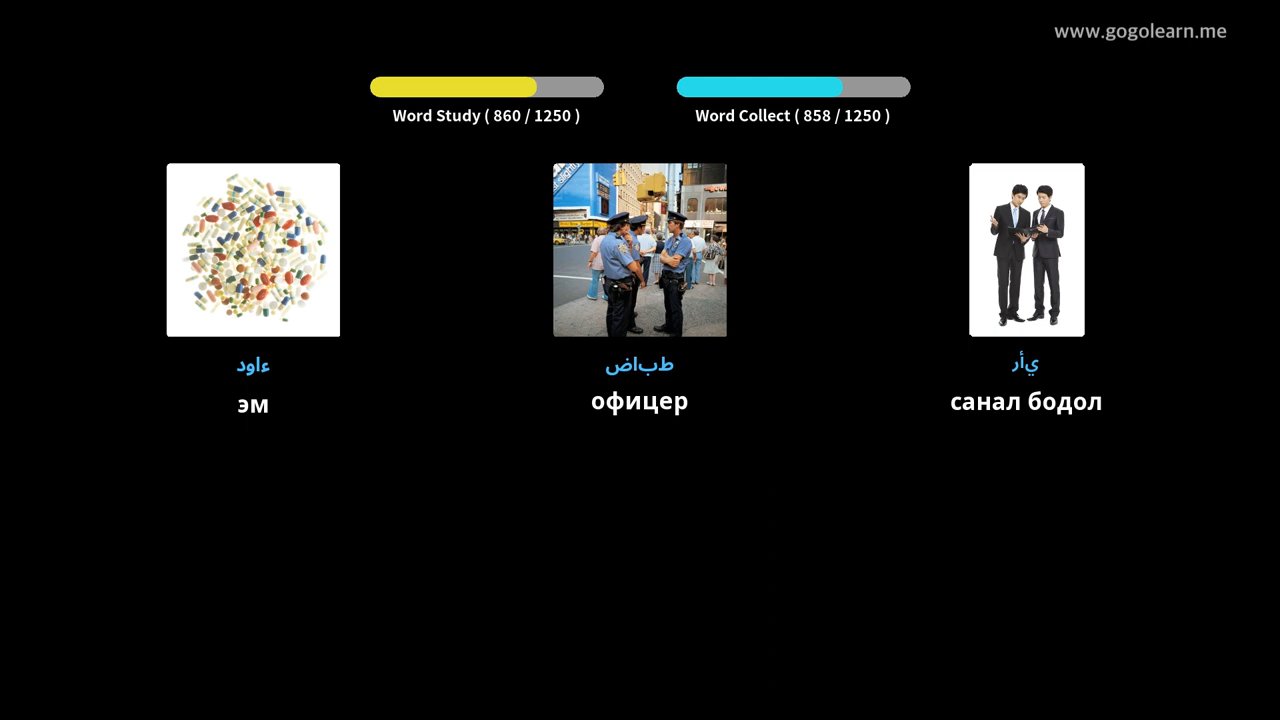 www.gogolearn.me
Word Study ( 860 / 1250 )
Word Collect ( 858 / 1250 )
ءاود
эм
طباض
офицер
يأر
санал бодол